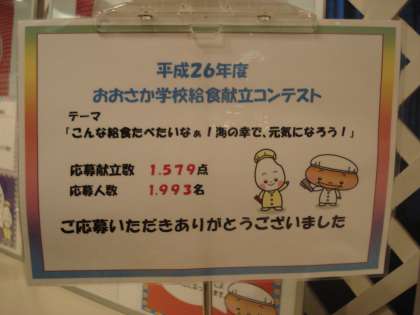 平成26年度
おおさか学校給食献立コンテスト
テーマ
「こんな給食たべたいなぁ！海の幸で、元気になろう！」
応募献立数 1.579点
応募人数 1.993名
ご応募いただきありがとうございました